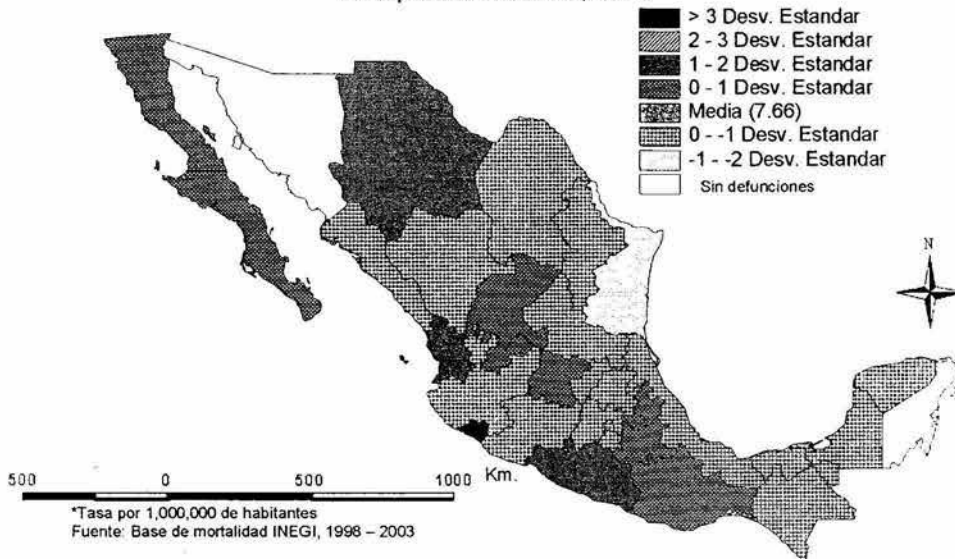 > 3 Desv. Estandar
2 - 3 Desv. Estandar
1 - 2 Desv. Estandar
0 - 1 Desv. Estandar
Media (7.66)
0 - -1 Desv. Estandar
-1 - -2 Desv. Estandar
Sin defunciones
N
500 0 500 1000 Km.
*Tasa por 1,000,000 de habitantes
Fuente: Base de mortalidad INEGI, 1998 – 2003